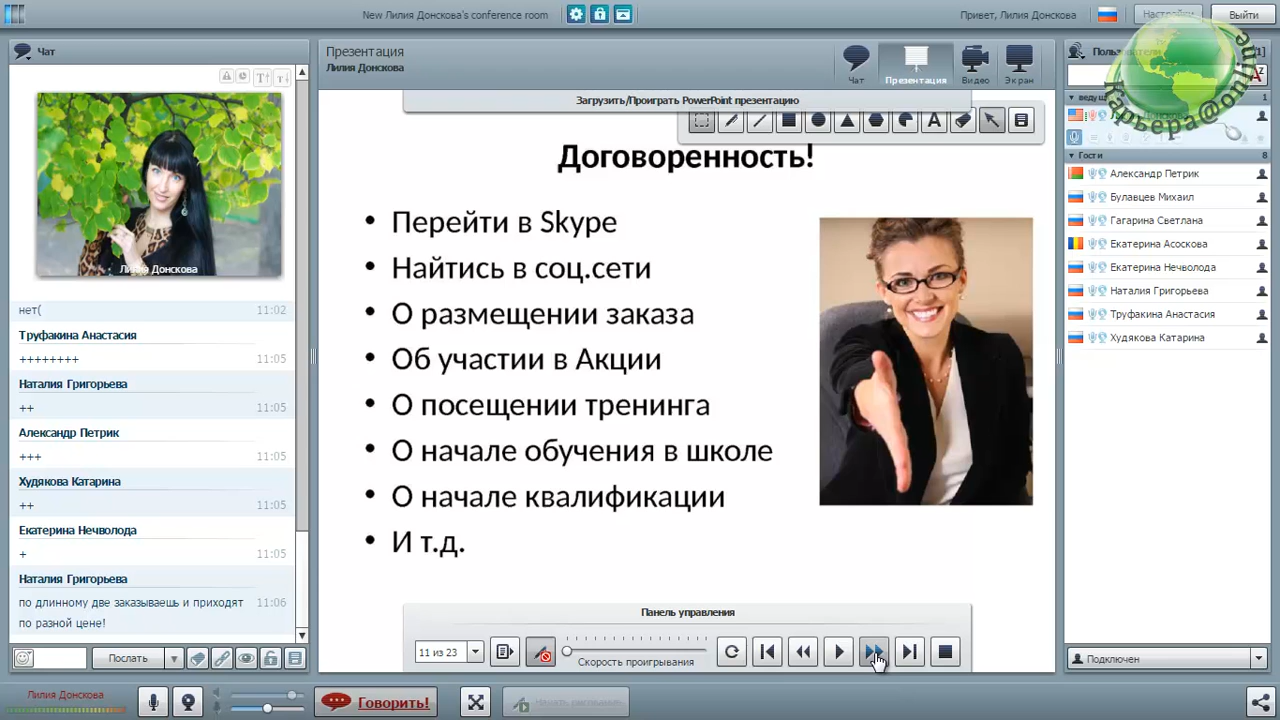 New Лилия Донскова's conference room
Привет, Лилия Донскова
Настройки
Выйти
Чат
Лилия Донскова
нет(
11:02
Труфакина Анастасия
++++++++
11:05
Наталия Григорьева
++
11:05
Александр Петрик
+++
11:05
Худякова Катарина
++
11:05
Екатерина Нечволода
+
11:05
Наталия Григорьева
по длинному две заказываешь и приходят
11:06
по разной цене!
Послать
Презентация
Лилия Донскова
Чат
Презентация
Видео
Экран
Загрузить/Проиграть PowerPoint презентацию
Договоренность!
• Перейти в Skype
• Найтись в соц.сети
• О размещении заказа
• Об участии в Акции
• О посещении тренинга
• О начале обучения в школе
• О начале квалификации
• И т.д.
Панель управления
11 из 23
Скорость проигрывания
карьера@online
1
Гости
8
Александр Петрик
Булавцев Михаил
Гагарина Светлана
Екатерина Асоскова
Екатерина Нечволода
Наталия Григорьева
Труфакина Анастасия
Худякова Катарина
Подключен
Лилия Донскова
Говорить!